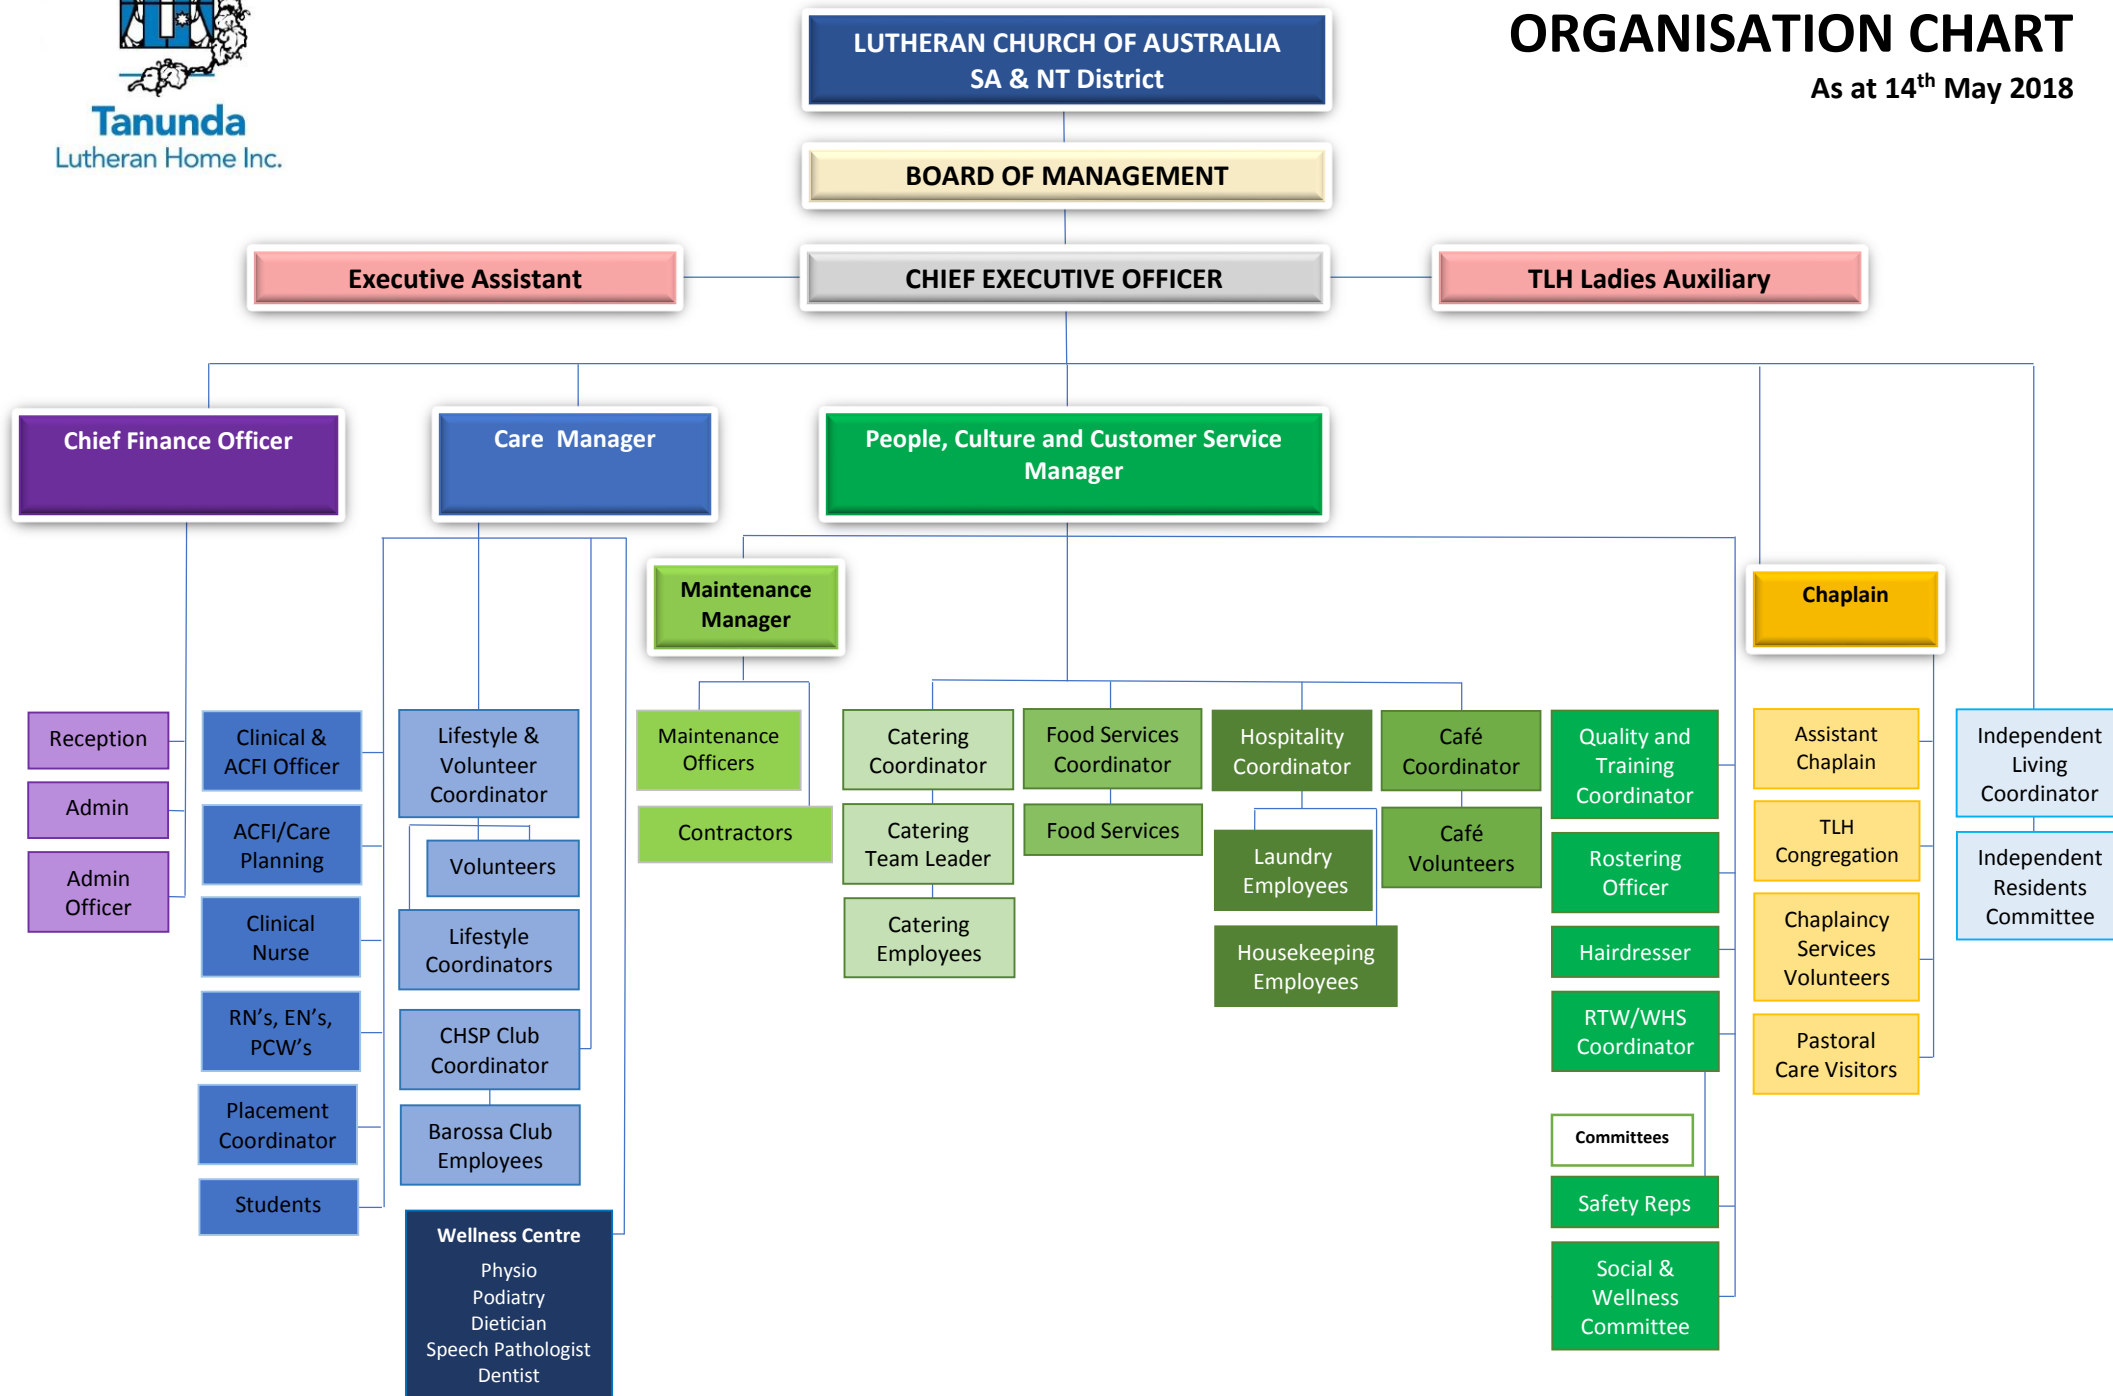 ORGANISATION CHART
As at 14th May 2018
Tanunda
Lutheran Home Inc.
LUTHERAN CHURCH OF AUSTRALIA
SA & NT District
BOARD OF MANAGEMENT
Executive Assistant
CHIEF EXECUTIVE OFFICER
TLH Ladies Auxiliary
Chief Finance Officer
Care Manager
People, Culture and Customer Service
Manager
Maintenance
Manager
Chaplain
Reception
Admin
Admin
Officer
Clinical &
ACFI Officer
ACFI/Care
Planning
Clinical
Nurse
RN's, EN's,
PCW's
Placement
Coordinator
Students
Lifestyle &
Volunteer
Coordinator
Volunteers
Lifestyle
Coordinators
CHSP Club
Coordinator
Barossa Club
Employees
Wellness Centre
Physio
Podiatry
Dietician
Speech Pathologist
Dentist
Maintenance
Officers
Contractors
Catering
Coordinator
Catering
Team Leader
Catering
Employees
Food Services
Coordinator
Food Services
Hospitality
Coordinator
Laundry
Employees
Housekeeping
Employees
Café
Coordinator
Café
Volunteers
Quality and
Training
Coordinator
Rostering
Officer
Hairdresser
RTW/WHS
Coordinator
Committees
Safety Reps
Social &
Wellness
Committee
Assistant
Chaplain
TLH
Congregation
Chaplaincy
Services
Volunteers
Pastoral
Care Visitors
Independent
Living
Coordinator
Independent
Residents
Committee